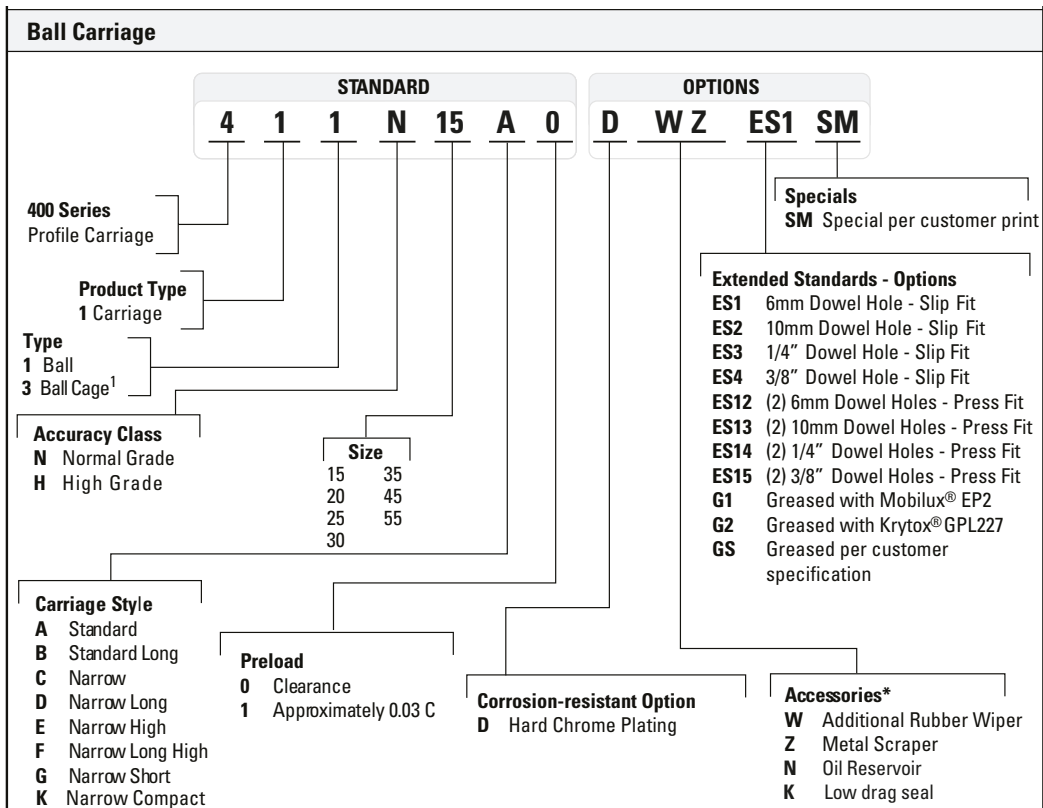 Ball Carriage
STANDARD
OPTIONS
4 1 1 N 15 A 0 D W Z ES1 SM
400 Series
Profile Carriage
Product Type
1 Carriage
Type
1 Ball
3 Ball Cage1
Accuracy Class
N Normal Grade
H High Grade
Size
15 35
20 45
25 55
30
Carriage Style
A Standard
B Standard Long
C Narrow
D Narrow Long
E Narrow High
F Narrow Long High
G Narrow Short
K Narrow Compact
Preload
0 Clearance
1 Approximately 0.03 C
Corrosion-resistant Option
D Hard Chrome Plating
Accessories*
W Additional Rubber Wiper
Z Metal Scraper
N Oil Reservoir
K Low drag seal
Extended Standards - Options
ES1 6mm Dowel Hole - Slip Fit
ES2 10mm Dowel Hole - Slip Fit
ES3 1/4” Dowel Hole - Slip Fit
ES4 3/8” Dowel Hole - Slip Fit
ES12 (2) 6mm Dowel Holes - Press Fit
ES13 (2) 10mm Dowel Holes - Press Fit
ES14 (2) 1/4” Dowel Holes - Press Fit
ES15 (2) 3/8” Dowel Holes - Press Fit
G1 Greased with Mobilux® EP2
G2 Greased with Krytox® GPL227
GS Greased per customer
specification
Specials
SM Special per customer print